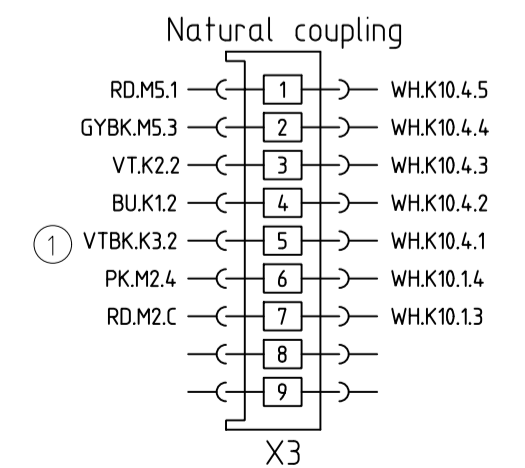 Natural coupling
RD.M5.1 1 WH.K10.4.5
GYBK.M5.3 2 WH.K10.4.4
VT.K2.2 3 WH.K10.4.3
BU.K1.2 4 WH.K10.4.2
1 VTBK.K3.2 5 WH.K10.4.1
PK.M2.4 6 WH.K10.1.4
RD.M2.C 7 WH.K10.1.3
8
9
X3